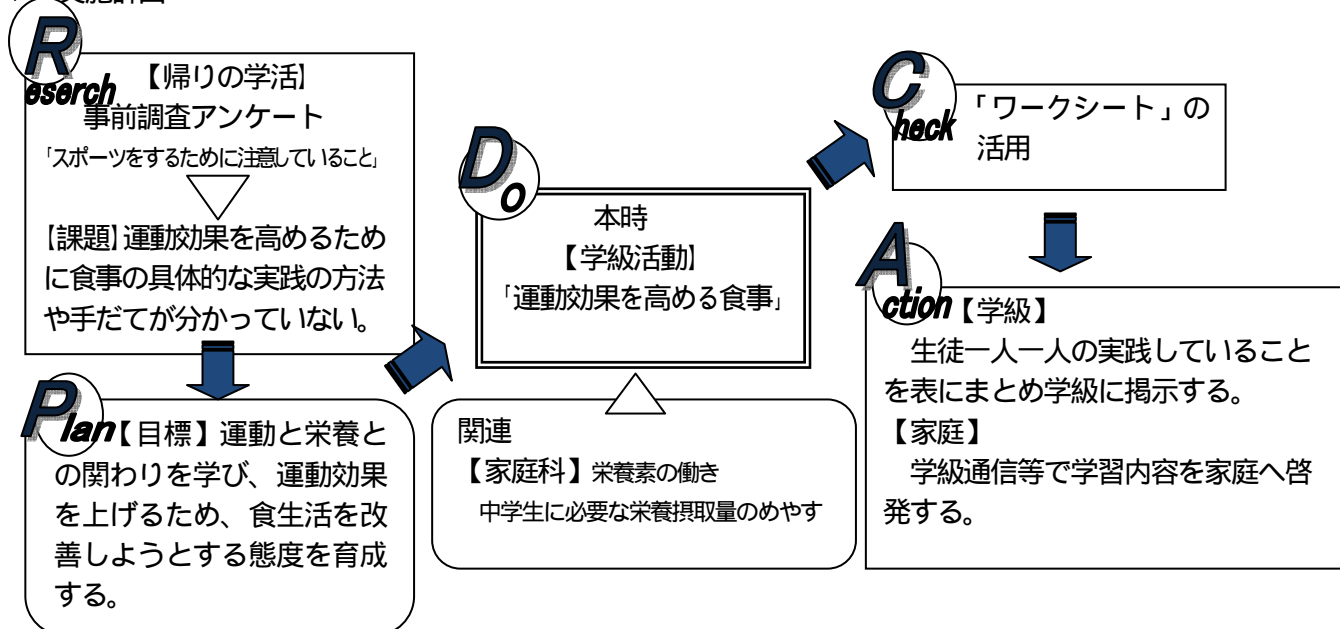 Reserch
【帰りの学活】
事前調査アンケート
「スポーツをするために注意していること」
【課題】運動効果を高めるため
に食事の具体的な実践の方法
や手だてが分かっていない。
Plan【目標】運動と栄養と
の関わりを学び、運動効果
を上げるため、食生活を改
善しようとする態度を育成
する。
Do
本時
【学級活動】
「運動効果を高める食事」
関連
【家庭科】栄養素の働き
中学生に必要な栄養摂取量のめやす
Check
「ワークシート」の
活用
Action【学級】
生徒一人一人の実践していること
を表にまとめ学級に掲示する。
【家庭】
学級通信等で学習内容を家庭へ啓
発する。